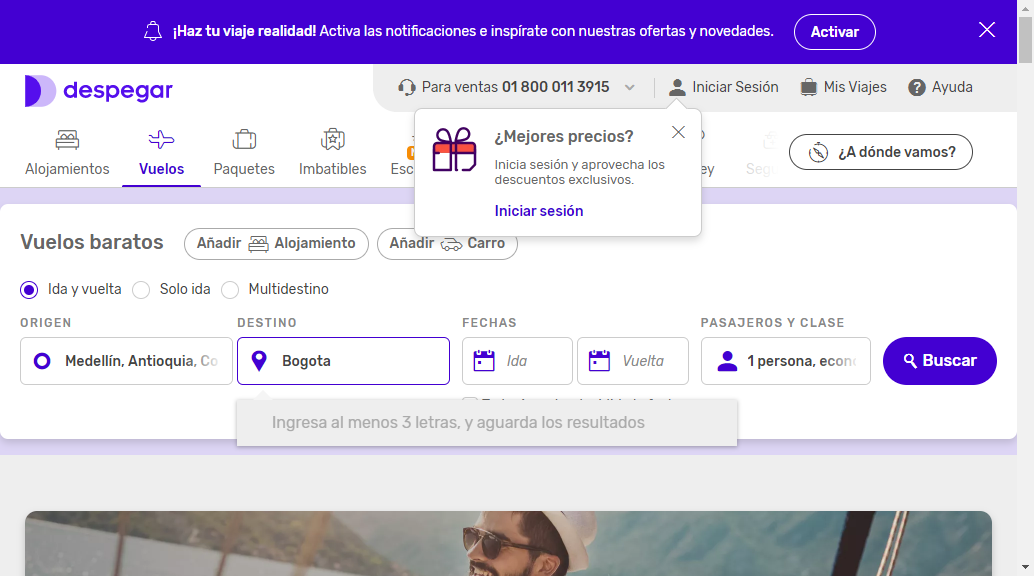 ¡Haz tu viaje realidad! Activa las notificaciones e inspírate con nuestras ofertas y novedades.
Activar
despegar
Para ventas 01 800 011 3915
Iniciar Sesión
Mis Viajes
? Ayuda
Alojamientos
Vuelos
Paquetes
Imbatibles
Esc
ey
Seg
¿A dónde vamos?
¿Mejores precios?
Inicia sesión y aprovecha los
descuentos exclusivos.
Iniciar sesión
Vuelos baratos
Añadir Alojamiento
Añadir Carro
Ida y vuelta
Solo ida
Multidestino
ORIGEN
DESTINO
FECHAS
PASAJEROS Y CLASE
Medellín, Antioquia, Co
Bogota
Ida
Vuelta
1 persona, econ
Buscar
Ingresa al menos 3 letras, y aguarda los resultados